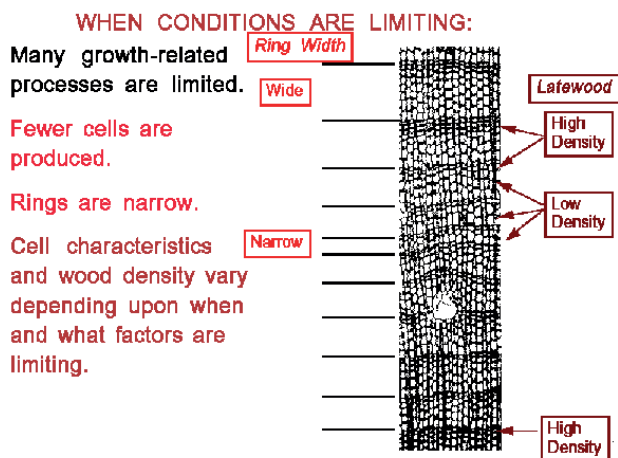 WHEN CONDITIONS ARE LIMITING:
Many growth-related
processes are limited.
Fewer cells are
produced.
Rings are narrow.
Cell characteristics
and wood density vary
depending upon when
and what factors are
limiting.
Ring Width
Wide
Narrow
Latewood
High
Density
Low
Density
High
Density